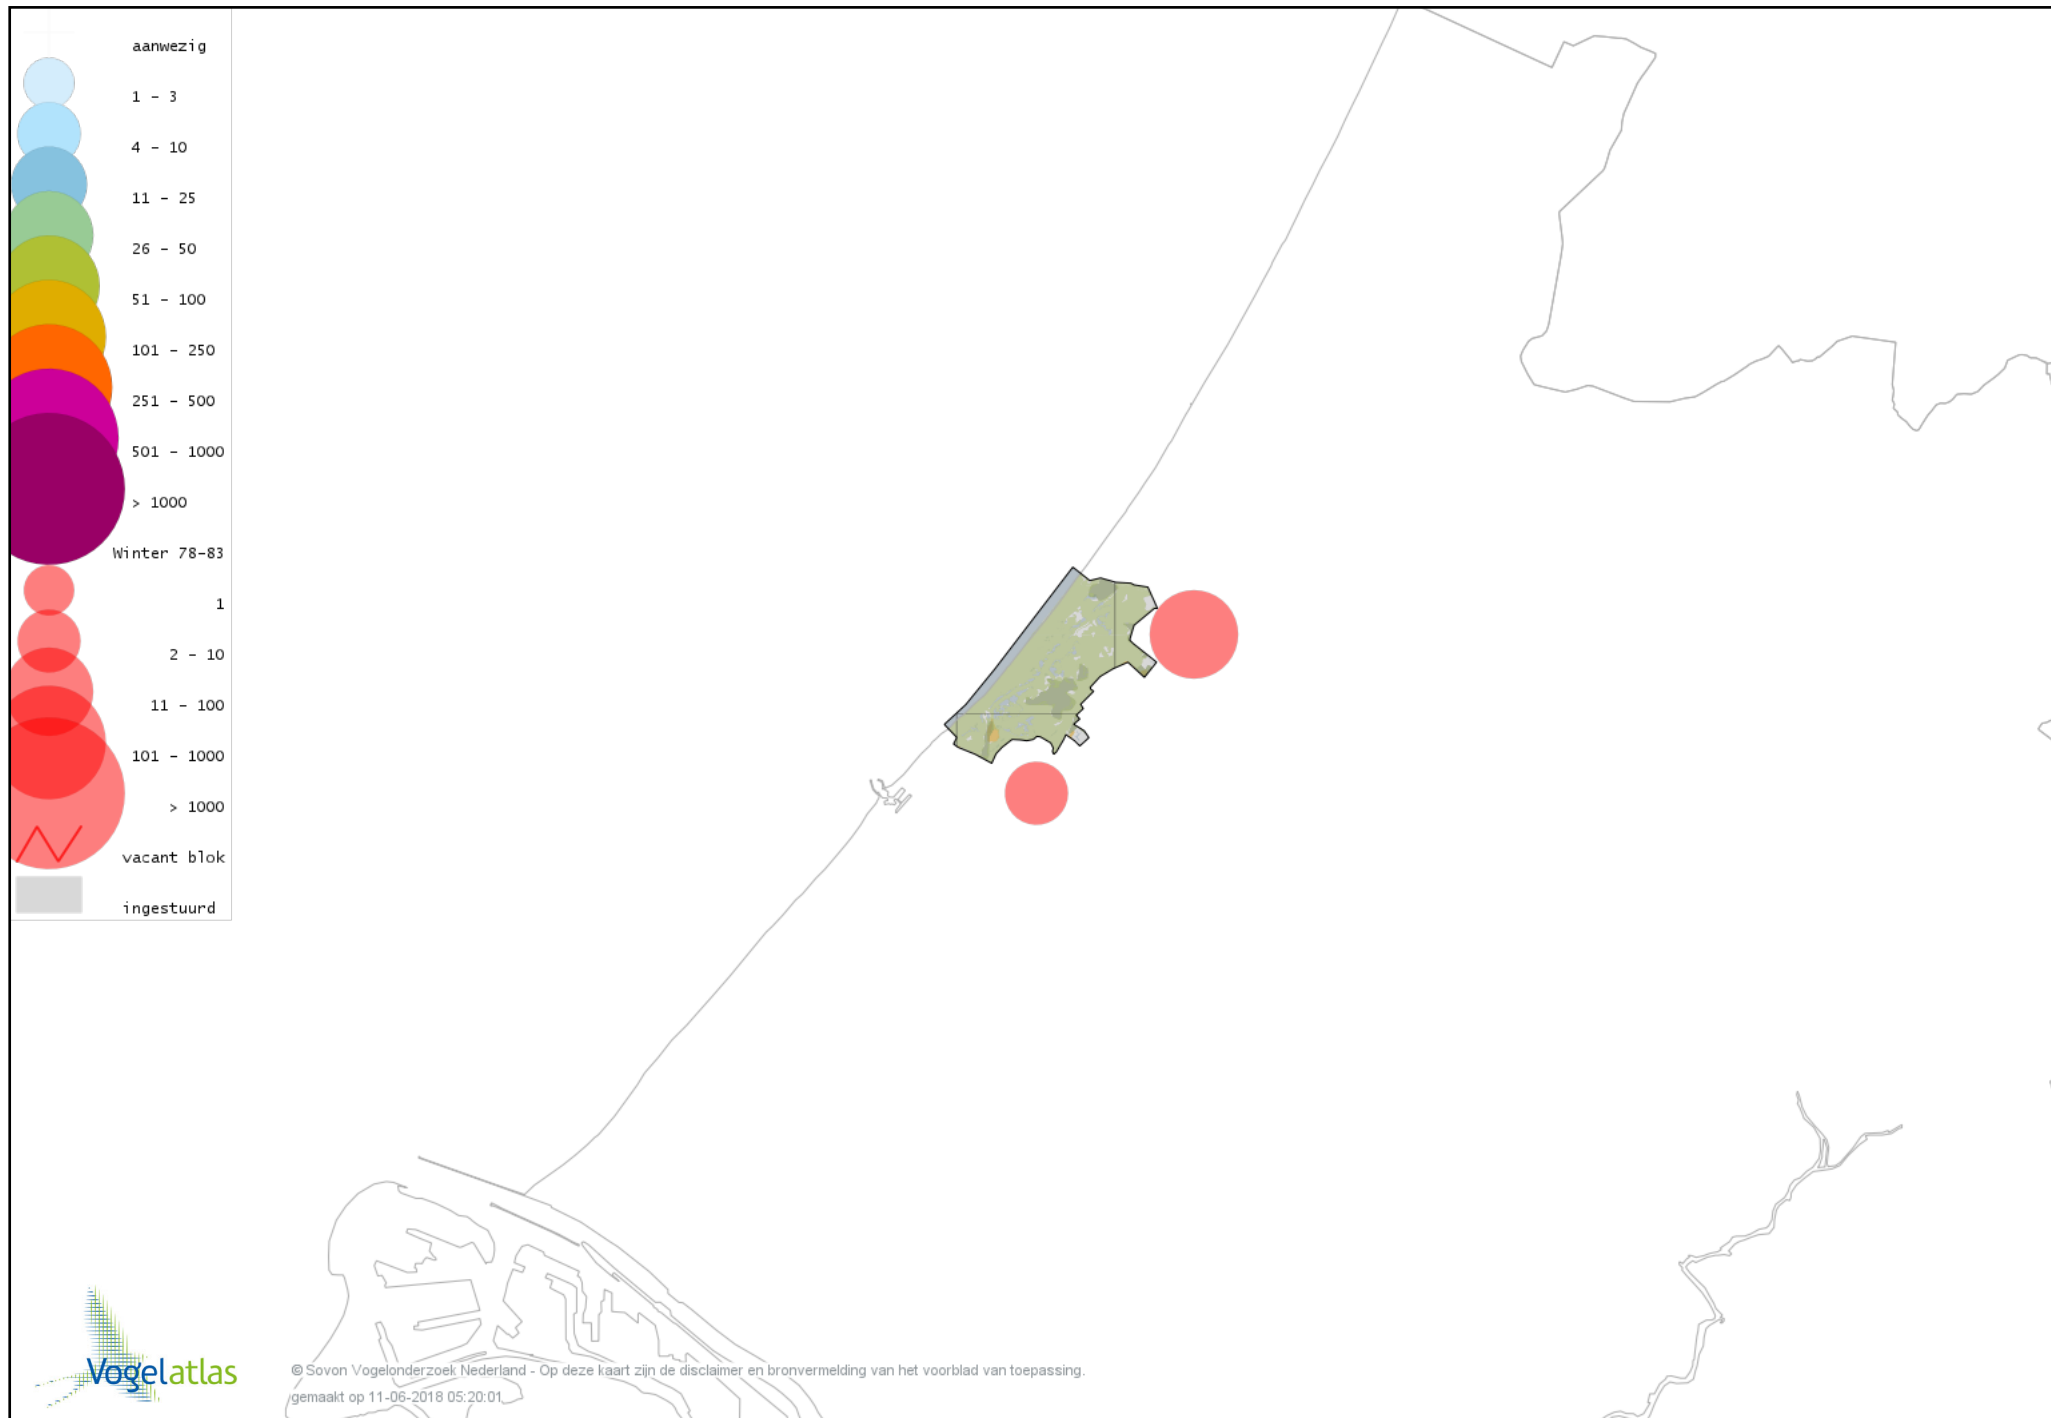 aanwezig
1 - 3
4 - 10
11 - 25
26 - 50
51 - 100
101 - 250
251 - 500
501 - 1000
> 1000
Winter 78-83
1
2 - 10
11 - 100
101 - 1000
> 1000
vacant blok
ingestuurd
Vogelatlas
© Sovon Vogelonderzoek Nederland - Op deze kaart zijn de disclaimer en bronvermelding van het voorblad van toepassing.
gemaakt op 11-06-2018 05:20:01